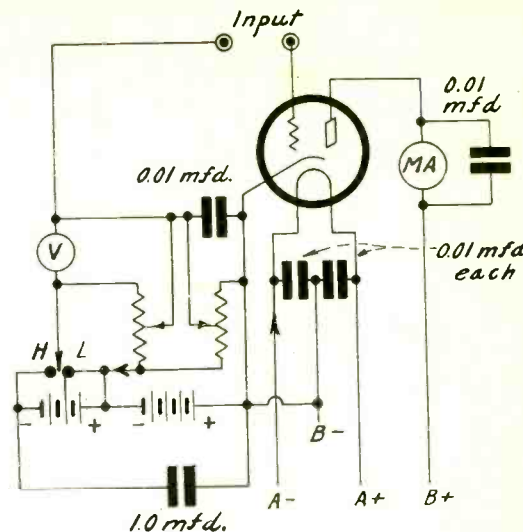 Input
0.01
mfd
MA
0.01 mfd.
V
0.01 mfd
each
H L
- + - +
B-
A- A+ B+
1.0 mfd.